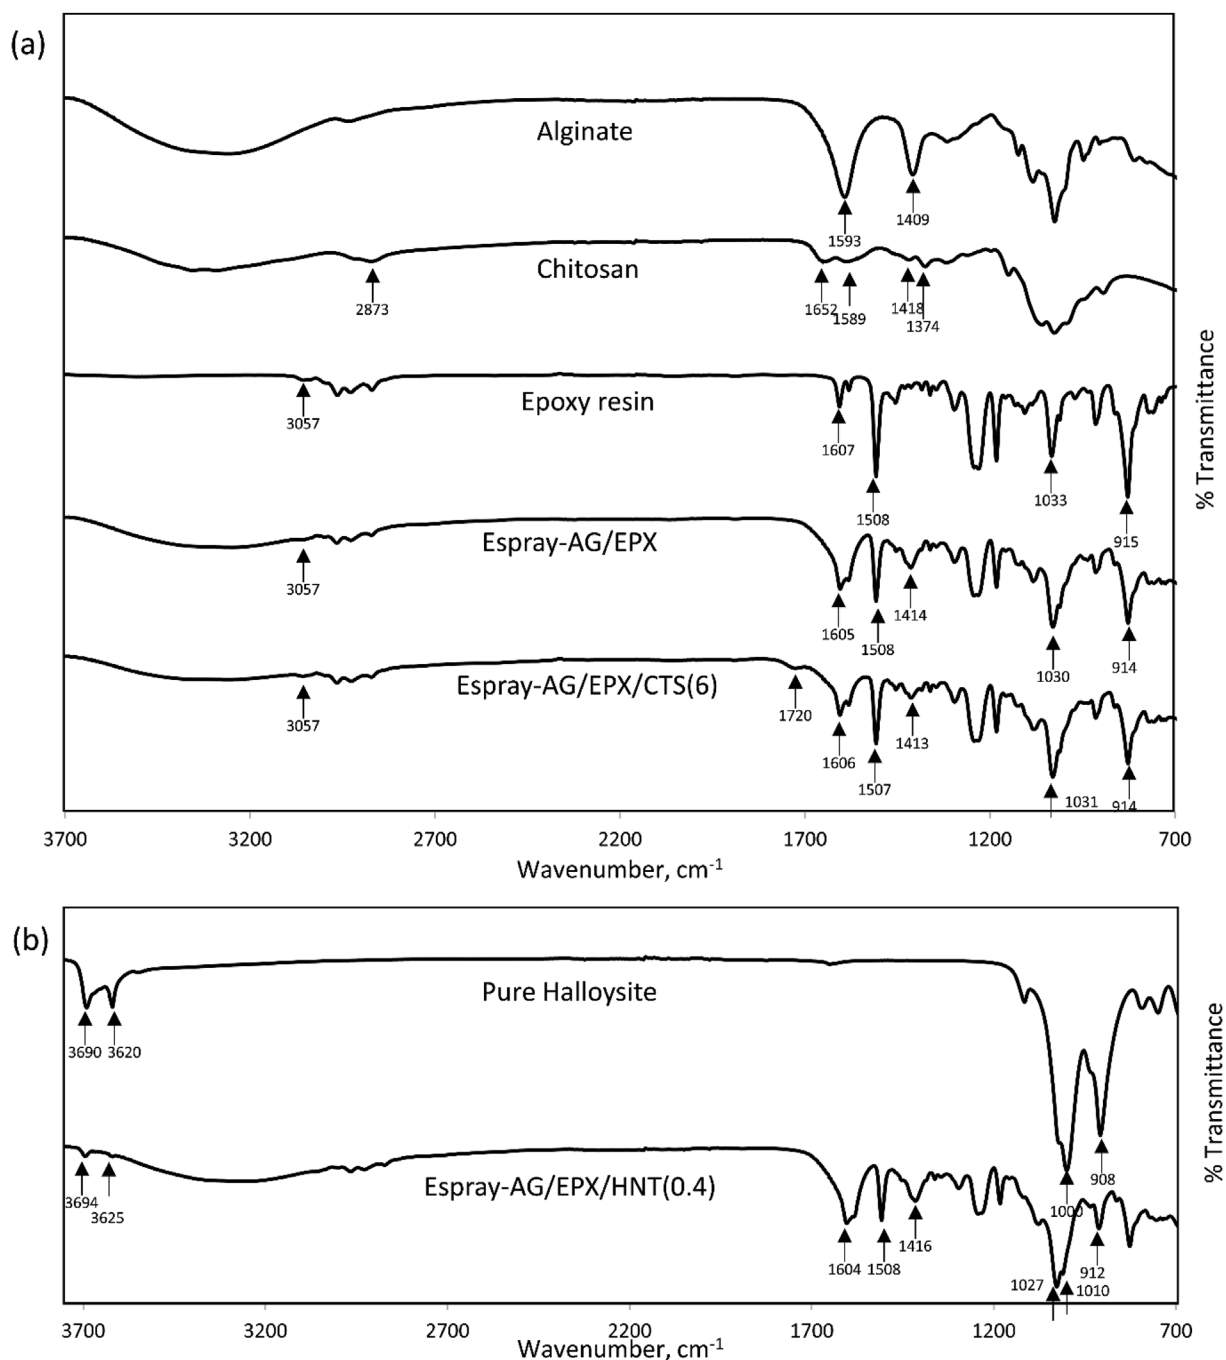 (a)
Alginate
1593
1409
Chitosan
2873
1652
1589
1418
1374
Epoxy resin
3057
1607
1508
1033
915
Espray-AG/EPX
3057
1605
1508
1414
1030
914
Espray-AG/EPX/CTS(6)
3057
1720
1606
1507
1413
1031
914
% Transmittance
3700 3200 2700 2200 1700 1200 700
Wavenumber, cm-1
(b)
Pure Halloysite
3690 3620
1000
908
Espray-AG/EPX/HNT(0.4)
3694
3625
1604
1508
1416
1027
1010
912
% Transmittance
3700 3200 2700 2200 1700 1200 700
Wavenumber, cm-1